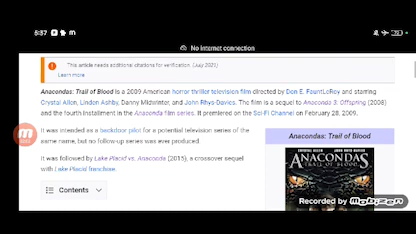 5:37
No internet connection
This article needs additional citations for verification. (July 2021)
Learn more
Anacondas: Trail of Blood is a 2009 American horror thriller television film directed by Don E. FauntLeRoy and starring
Crystal Allen, Linden Ashby, Danny Midwinter, and John Rhys-Davies. The film is a sequel to Anaconda 3: Offspring (2008)
and the fourth installment in the Anaconda film series. It premiered on the Sci-Fi Channel on February 28, 2009.
It was intended as a backdoor pilot for a potential television series of the
same name, but no follow-up series was ever produced.
It was followed by Lake Placid vs. Anaconda (2015), a crossover sequel
with Lake Placid franchise.
Contents
Anacondas: Trail of Blood
CRYSTAL ALLEN JOHN RHYS-DAVIES
ANACONDAS
TRAIL OF BLOOD
Recorded by Mobizen